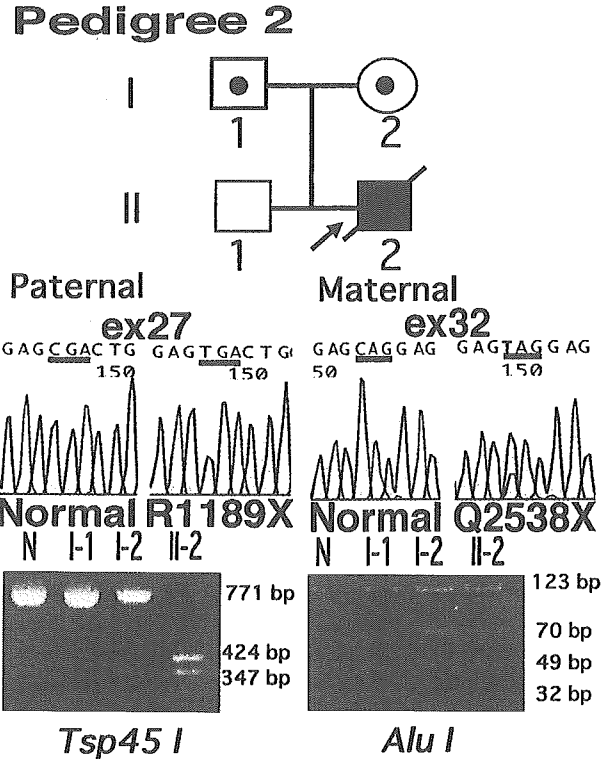 Pedigree 2
I
1 2
II
1 2
Paternal Maternal
ex27 ex32
GAGCGACTG GAGTGACTG GAGCAGGAG GAGTAGGAG
150 150 50 150
Normal R1189X Normal Q2538X
N I-1 I-2 II-2 N I-1 I-2 II-2
771 bp 123 bp
424 bp 70 bp
347 bp 49 bp
32 bp
Tsp45 I Alu I